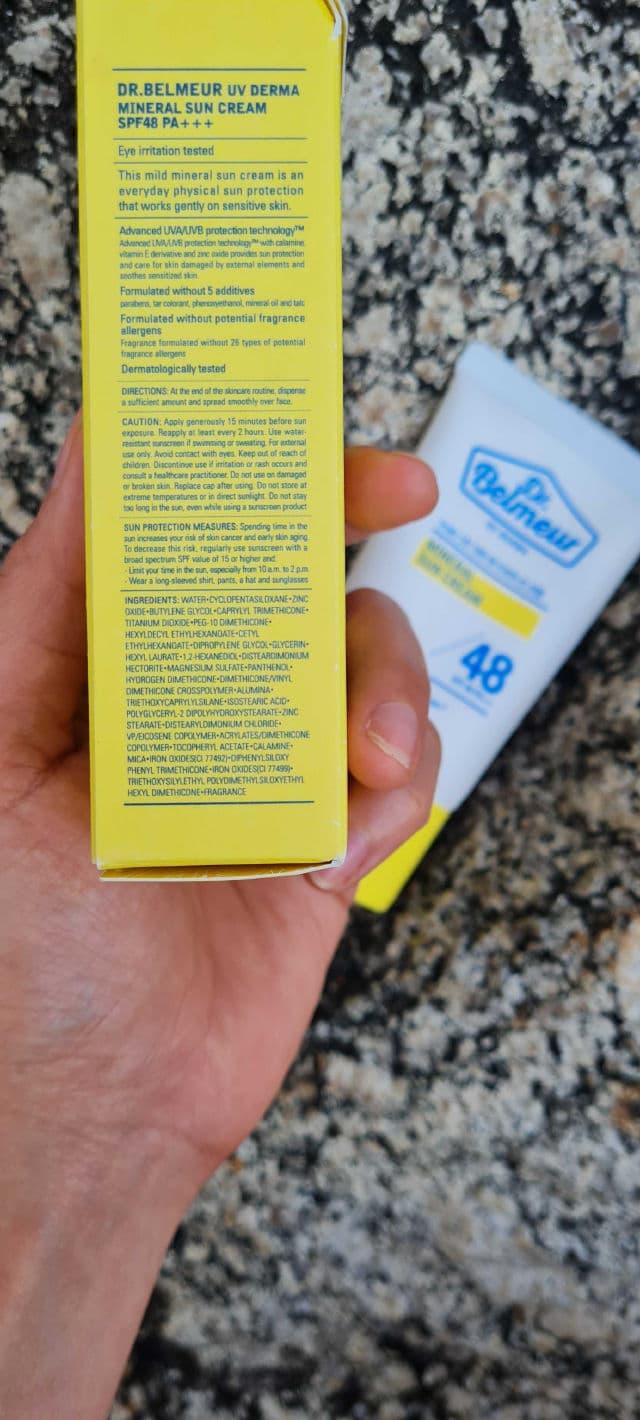 DR.BELMEUR UV DERMA
MINERAL SUN CREAM
SPF48 PA+++
Eye irritation tested
This mild mineral sun cream is an
everyday physical sun protection
that works gently on sensitive skin.
Advanced UVA/UVB protection technology™
Advanced UVA/UVB protection technology™ with calamine,
vitamin E derivative and zinc oxide provides sun protection
and care for skin damaged by external elements and
soothes sensitized skin.
Formulated without 5 additives
parabens, tar colorant, phenoxyethanol, mineral oil and talc
Formulated without potential fragrance
allergens
Fragrance formulated without 26 types of potential
fragrance allergens
Dermatologically tested
DIRECTIONS: At the end of the skincare routine, dispense
a sufficient amount and spread smoothly over face.
CAUTION: Apply generously 15 minutes before sun
exposure. Reapply at least every 2 hours. Use water-
resistant sunscreen if swimming or sweating. For external
use only. Avoid contact with eyes. Keep out of reach of
children. Discontinue use if irritation or rash occurs and
consult a healthcare practitioner. Do not use on damaged
or broken skin. Replace cap after using. Do not store at
extreme temperatures or in direct sunlight. Do not stay
too long in the sun, even while using a sunscreen product
SUN PROTECTION MEASURES: Spending time in the
sun increases your risk of skin cancer and early skin aging.
To decrease this risk, regularly use sunscreen with a
broad spectrum SPF value of 15 or higher and:
- Limit your time in the sun, especially from 10 a.m. to 2 p.m.
- Wear a long-sleeved shirt, pants, a hat and sunglasses
INGREDIENTS: WATER•CYCLOPENTASILOXANE•ZINC
OXIDE•BUTYLENE GLYCOL•CAPRYLYL TRIMETHICONE•
TITANIUM DIOXIDE•PEG-10 DIMETHICONE•
HEXYLDECYL ETHYLHEXANOATE•CETYL
ETHYLHEXANOATE•DIPROPYLENE GLYCOL•GLYCERIN•
HEXYL LAURATE•1,2-HEXANEDIOL•DISTEARDIMONIUM
HECTORITE•MAGNESIUM SULFATE•PANTHENOL•
HYDROGEN DIMETHICONE•DIMETHICONE/VINYL
DIMETHICONE CROSSPOLYMER•ALUMINA•
TRIETHOXYCAPRYLYLSILANE•ISOSTEARIC ACID•
POLYGLYCERYL-2 DIPOLYHYDROXYSTEARATE•ZINC
STEARATE•DISTEARYLDIMONIUM CHLORIDE•
VP/EICOSENE COPOLYMER•ACRYLATES/DIMETHICONE
COPOLYMER•TOCOPHERYL ACETATE•CALAMINE•
MICA•IRON OXIDES(CI 77492)•DIPHENYLSILOXY
PHENYL TRIMETHICONE•IRON OXIDES(CI 77499)•
TRIETHOXYSILYLETHYL POLYDIMETHYLSILOXYETHYL
HEXYL DIMETHICONE•FRAGRANCE
Dr.
Belmeur
MINERAL
SUN CREAM
48